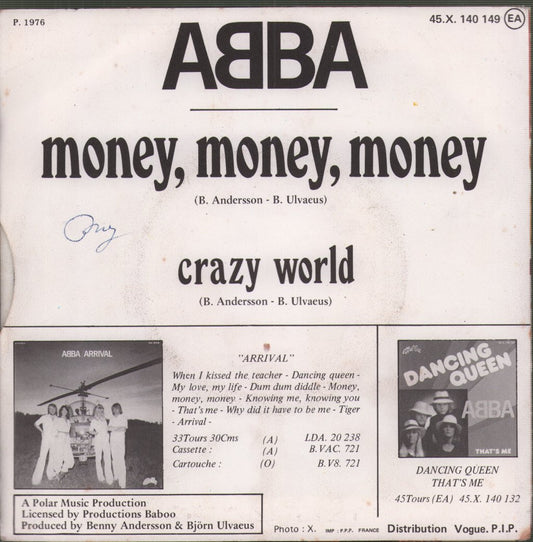 P. 1976
45.X. 140 149 EA
ABBA
money, money, money
(B. Andersson - B. Ulvaeus)
crazy world
(B. Andersson - B. Ulvaeus)
ABBA ARRIVAL
"ARRIVAL"
When I kissed the teacher - Dancing queen -
My love, my life - Dum dum diddle - Money,
money, money - Knowing me, knowing you
- That's me - Why did it have to be me - Tiger
- Arrival -
33Tours 30Cms (A) LDA. 20 238
Cassette : (A) B.VAC. 721
Cartouche : (O) B.V8. 721
DANCING
QUEEN
ABBA
THAT'S ME
DANCING QUEEN
THAT'S ME
45Tours (EA) 45.X. 140 132
A Polar Music Production
Licensed by Productions Baboo
Produced by Benny Andersson & Björn Ulvaeus
Photo : X. IMP : P.P.P. FRANCE Distribution Vogue. P.I.P.